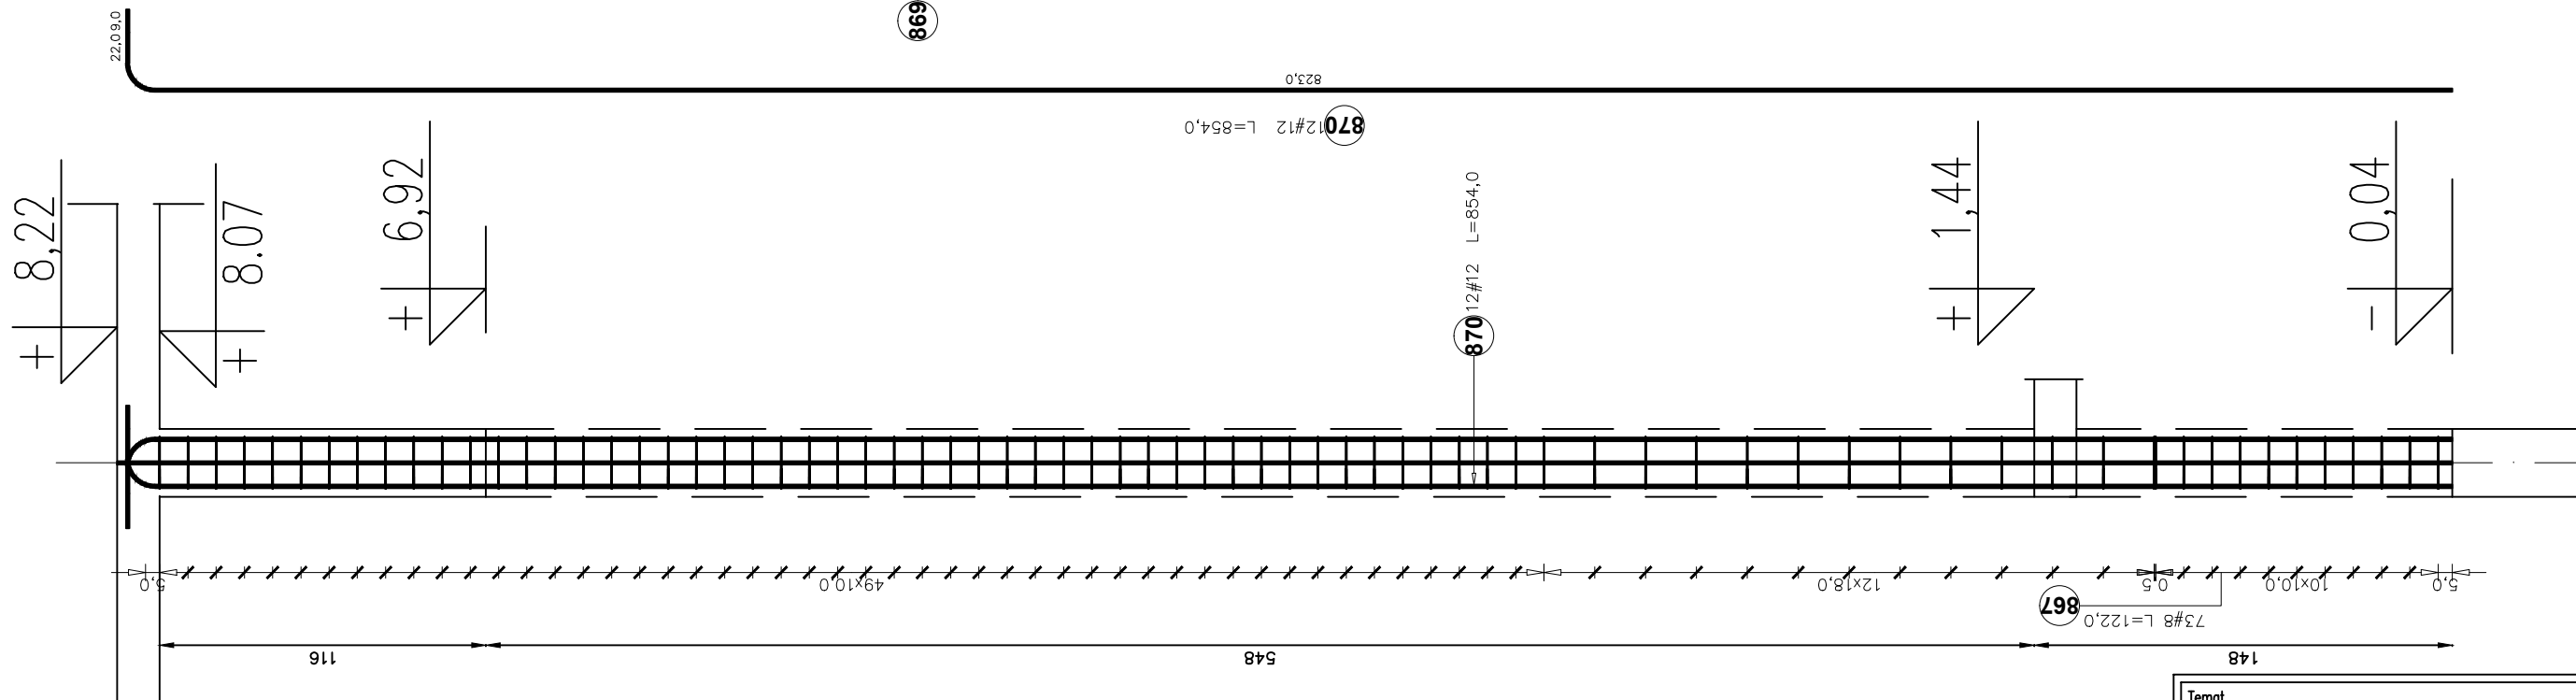 22,0 9,0
869
823,0
870 12#12 L=854,0
+ 8,22
+ 8.07
+ 6,92
870 12#12 L=854,0
+ 1,44
- 0,04
5,0
49x10,0
12x18,0
0.5
10x10,0
5,0
867 73#8 L=122,0
116
548
148
Temat